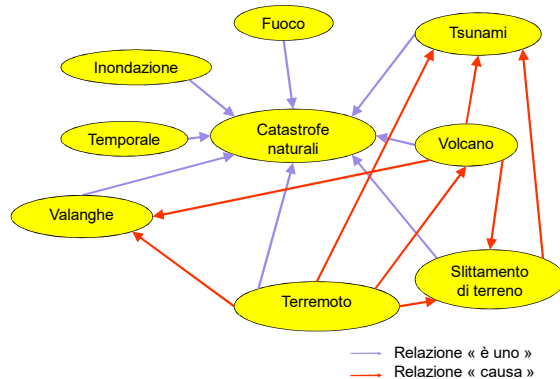 Fuoco
Tsunami
Inondazione
Catastrofe
naturali
Temporale
Volcano
Valanghe
Slittamento
di terreno
Terremoto
Relazione « è uno »
Relazione « causa »